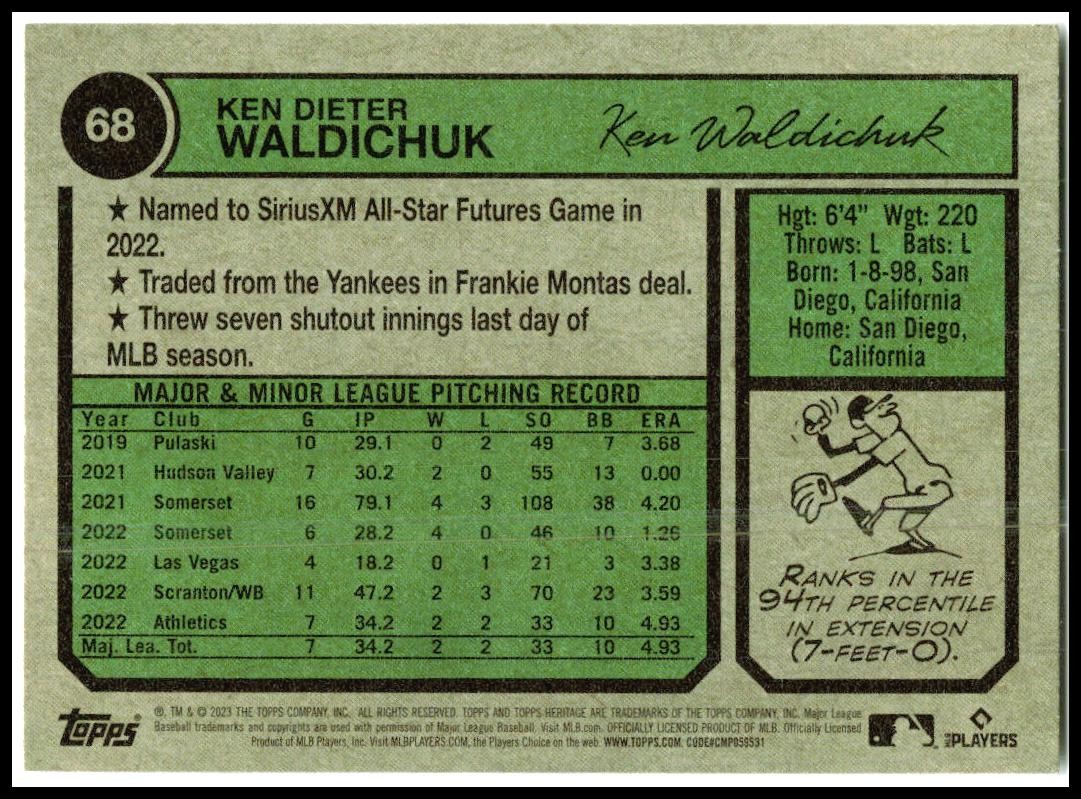 68
KEN DIETER
WALDICHUK
Ken Waldichuk
★ Named to SiriusXM All-Star Futures Game in
2022.
★ Traded from the Yankees in Frankie Montas deal.
★ Threw seven shutout innings last day of
MLB season.
Hgt: 6'4" Wgt: 220
Throws: L Bats: L
Born: 1-8-98, San
Diego, California
Home: San Diego,
California
MAJOR & MINOR LEAGUE PITCHING RECORD
Year Club G IP W L SO BB ERA
2019 Pulaski 10 29.1 0 2 49 7 3.68
2021 Hudson Valley 7 30.2 2 0 55 13 0.00
2021 Somerset 16 79.1 4 3 108 38 4.20
2022 Somerset 6 28.2 4 0 46 10 1.26
2022 Las Vegas 4 18.2 0 1 21 3 3.38
2022 Scranton/WB 11 47.2 2 3 70 23 3.59
2022 Athletics 7 34.2 2 2 33 10 4.93
Maj. Lea. Tot. 7 34.2 2 2 33 10 4.93
RANKS IN THE
94TH PERCENTILE
IN EXTENSION
(7-FEET-0).
topps
®, TM & © 2023 THE TOPPS COMPANY, INC. ALL RIGHTS RESERVED. TOPPS AND TOPPS HERITAGE ARE TRADEMARKS OF THE TOPPS COMPANY, INC. Major League
Baseball trademarks and copyrights are used with permission of Major League Baseball. Visit MLB.com. OFFICIALLY LICENSED PRODUCT OF MLB. Officially Licensed
Product of MLB Players, Inc. Visit MLBPLAYERS.COM, the Players Choice on the web. WWW.TOPPS.COM. CODE#CMP059531
MLB PLAYERS